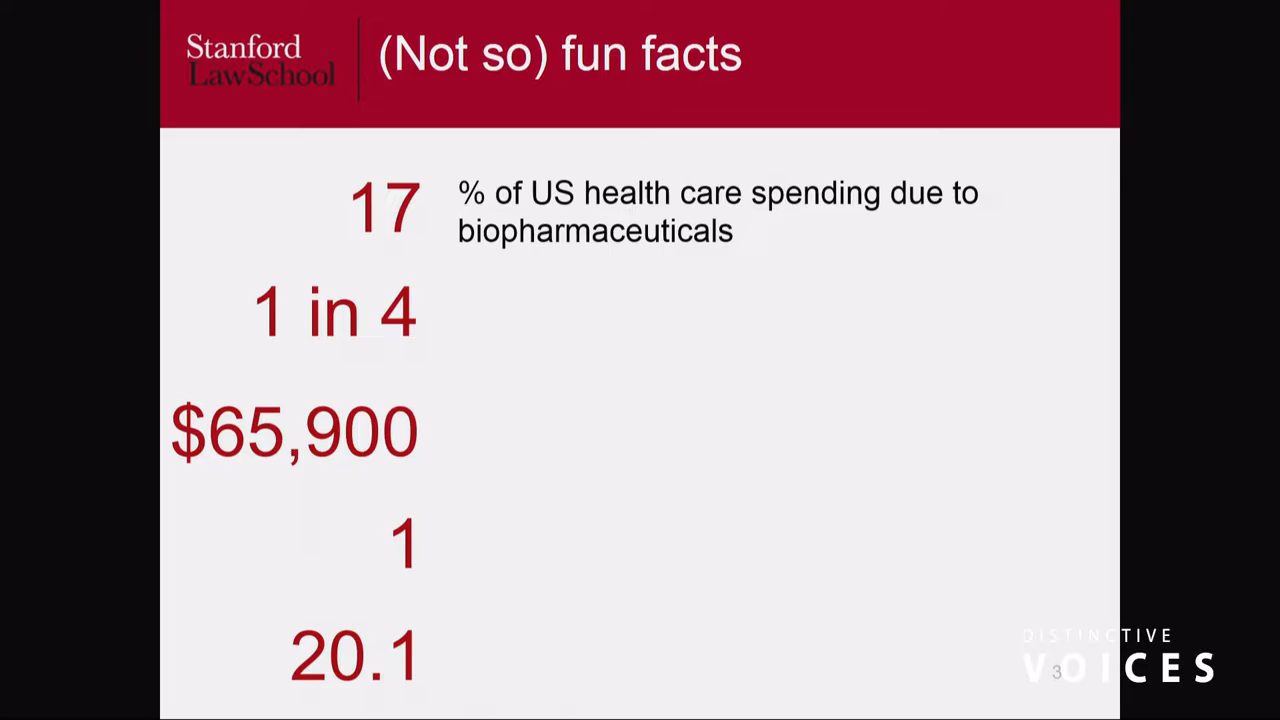 Stanford
LawSchool
(Not so) fun facts
17
% of US health care spending due to
biopharmaceuticals
1 in 4
$65,900
1
20.1
DISTINCTIVE
VOICES
3